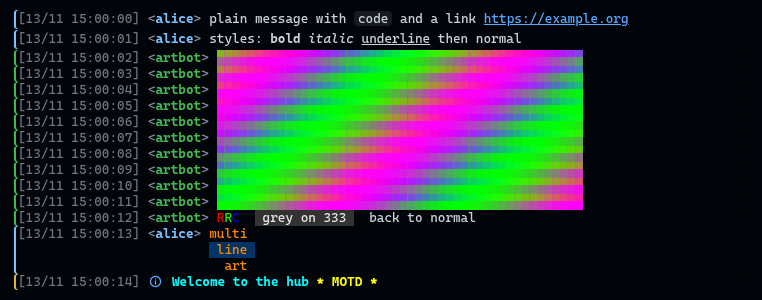 [13/11 15:00:00] <alice> plain message with code and a link https://example.org
[13/11 15:00:01] <alice> styles: bold italic underline then normal
[13/11 15:00:02] <artbot>
[13/11 15:00:03] <artbot>
[13/11 15:00:04] <artbot>
[13/11 15:00:05] <artbot>
[13/11 15:00:06] <artbot>
[13/11 15:00:07] <artbot>
[13/11 15:00:08] <artbot>
[13/11 15:00:09] <artbot>
[13/11 15:00:10] <artbot>
[13/11 15:00:11] <artbot>
[13/11 15:00:12] <artbot> RRC grey on 333 back to normal
[13/11 15:00:13] <alice> multi
line
art
[13/11 15:00:14] ⓘ Welcome to the hub * MOTD *